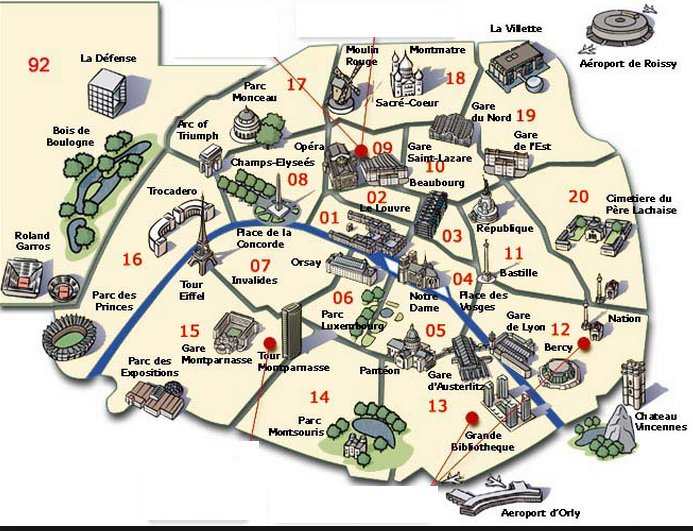 La Villette
Aéroport de Roissy
Moulin
Rouge
Montmatre
92
La Défense
18
17
Parc
Monceau
Sacré-Coeur
Gare
du Nord
19
Arc of
Triumph
Bois de
Boulogne
Opéra
09
Gare
Saint-Lazare
Gare
de l'Est
Champs-Elyseés
10
08
Beaubourg
Trocadero
02
Le Louvre
20
Cimetiere du
Père Lachaise
01
République
Place de la
Concorde
03
Roland
Garros
16
11
07
Invalides
Orsay
Bastille
04
Tour
Eiffel
Notre
Dame
Place des
Vosges
Parc des
Princes
06
Parc
Luxembourg
Gare
de Lyon
Nation
15
05
12
Bercy
Gare
Montparnasse
Tour
Montparnasse
Parc des
Expositions
Pantéon
Gare
d'Austerlitz
14
13
Parc
Montsouris
Grande
Bibliotheque
Chateau
Vincennes
Aeroport d'Orly